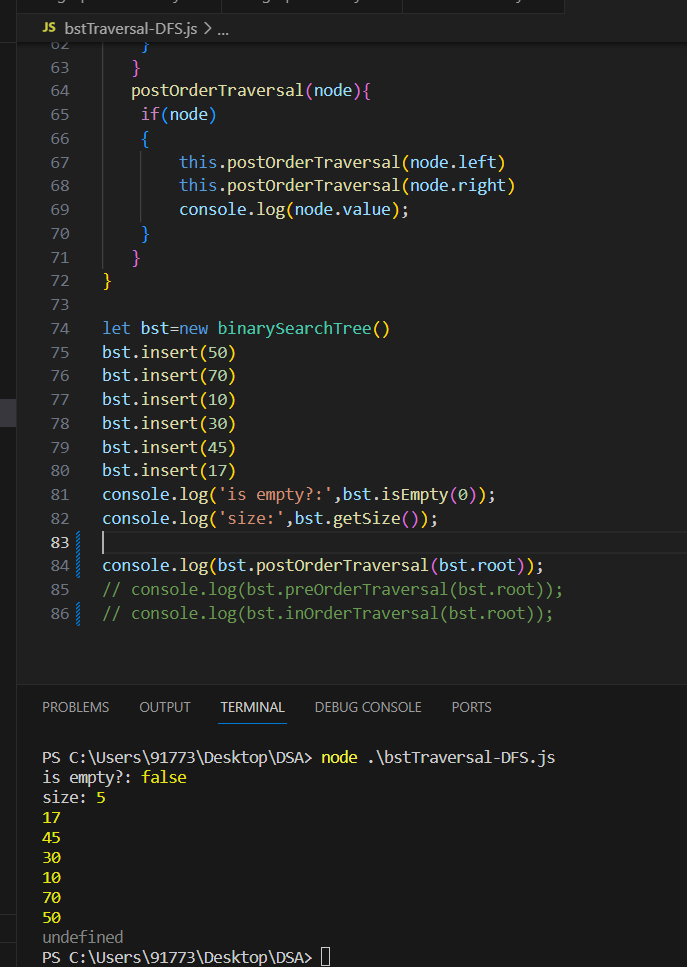 JS bstTraversal-DFS.js > ...
62 }
63 }
64 postOrderTraversal(node){
65 if(node)
66 {
67 this.postOrderTraversal(node.left)
68 this.postOrderTraversal(node.right)
69 console.log(node.value);
70 }
71 }
72 }
73
74 let bst=new binarySearchTree()
75 bst.insert(50)
76 bst.insert(70)
77 bst.insert(10)
78 bst.insert(30)
79 bst.insert(45)
80 bst.insert(17)
81 console.log('is empty?:',bst.isEmpty(0));
82 console.log('size:',bst.getSize());
83
84 console.log(bst.postOrderTraversal(bst.root));
85 // console.log(bst.preOrderTraversal(bst.root));
86 // console.log(bst.inOrderTraversal(bst.root));
PROBLEMS OUTPUT TERMINAL DEBUG CONSOLE PORTS
PS C:\Users\91773\Desktop\DSA> node .\bstTraversal-DFS.js
is empty?: false
size: 5
17
45
30
10
70
50
undefined
PS C:\Users\91773\Desktop\DSA>